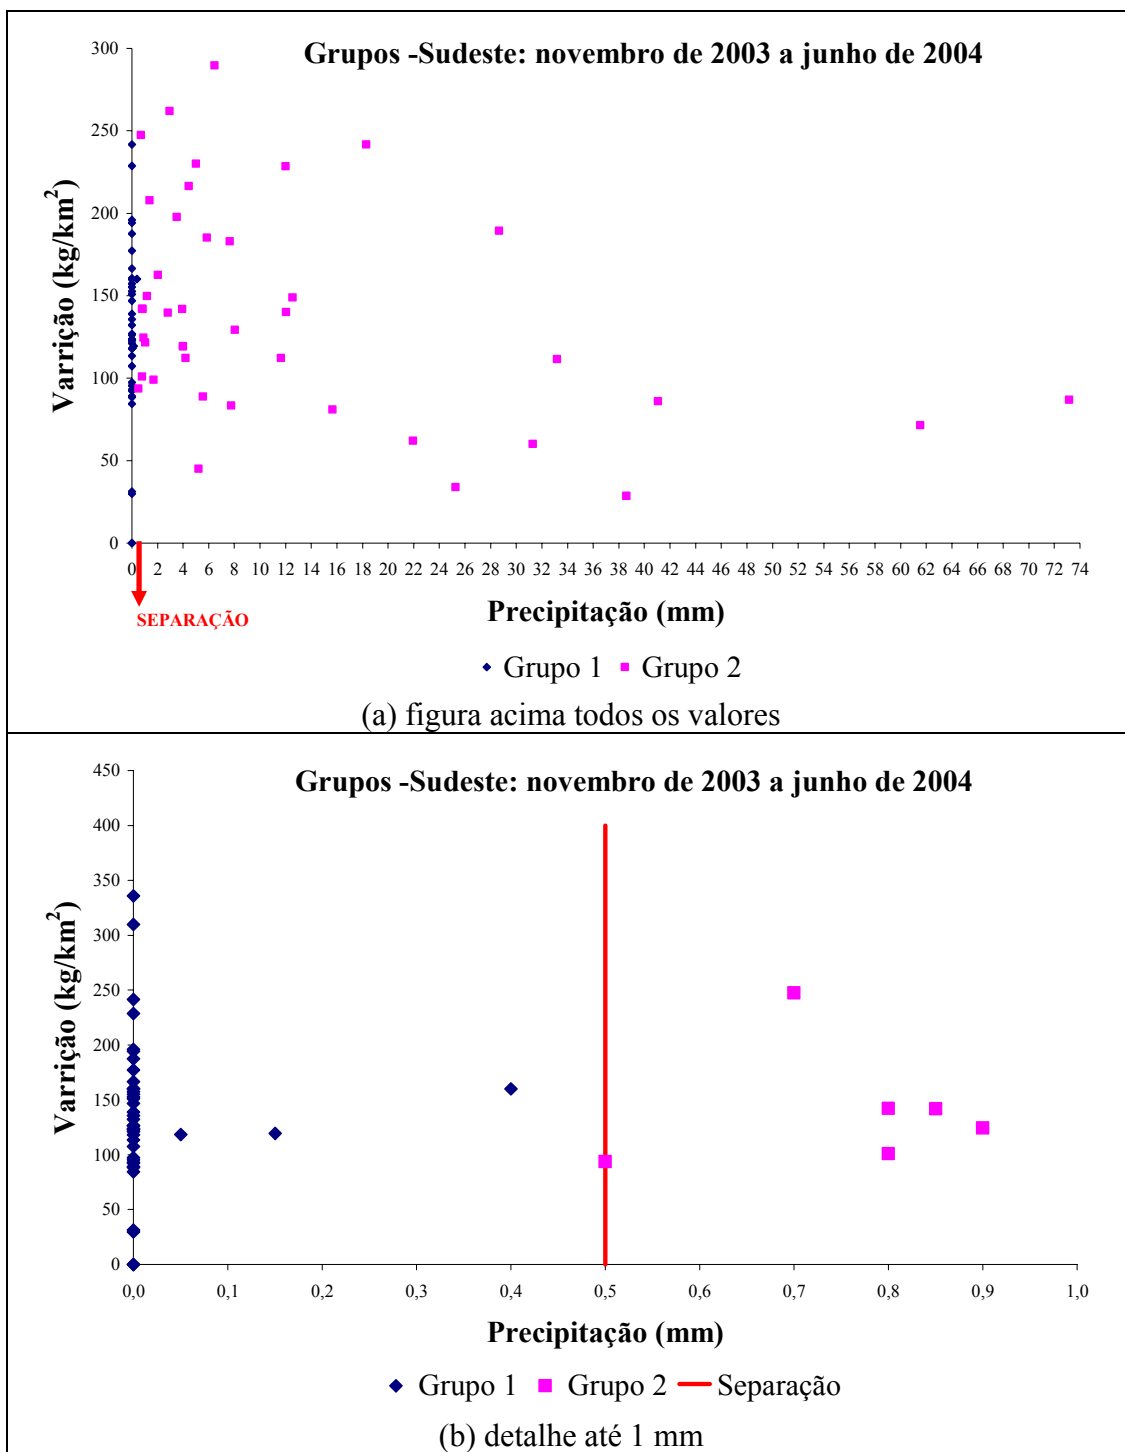 Grupos -Sudeste: novembro de 2003 a junho de 2004
Varrição (kg/km²)
300
250
200
150
100
50
0
0 2 4 6 8 10 12 14 16 18 20 22 24 26 28 30 32 34 36 38 40 42 44 46 48 50 52 54 56 58 60 62 64 66 68 70 72 74
SEPARAÇÃO
Precipitação (mm)
Grupo 1 Grupo 2
(a) figura acima todos os valores
Grupos -Sudeste: novembro de 2003 a junho de 2004
Varrição (kg/km²)
450
400
350
300
250
200
150
100
50
0
0,0 0,1 0,2 0,3 0,4 0,5 0,6 0,7 0,8 0,9 1,0
Precipitação (mm)
Grupo 1 Grupo 2 Separação
(b) detalhe até 1 mm